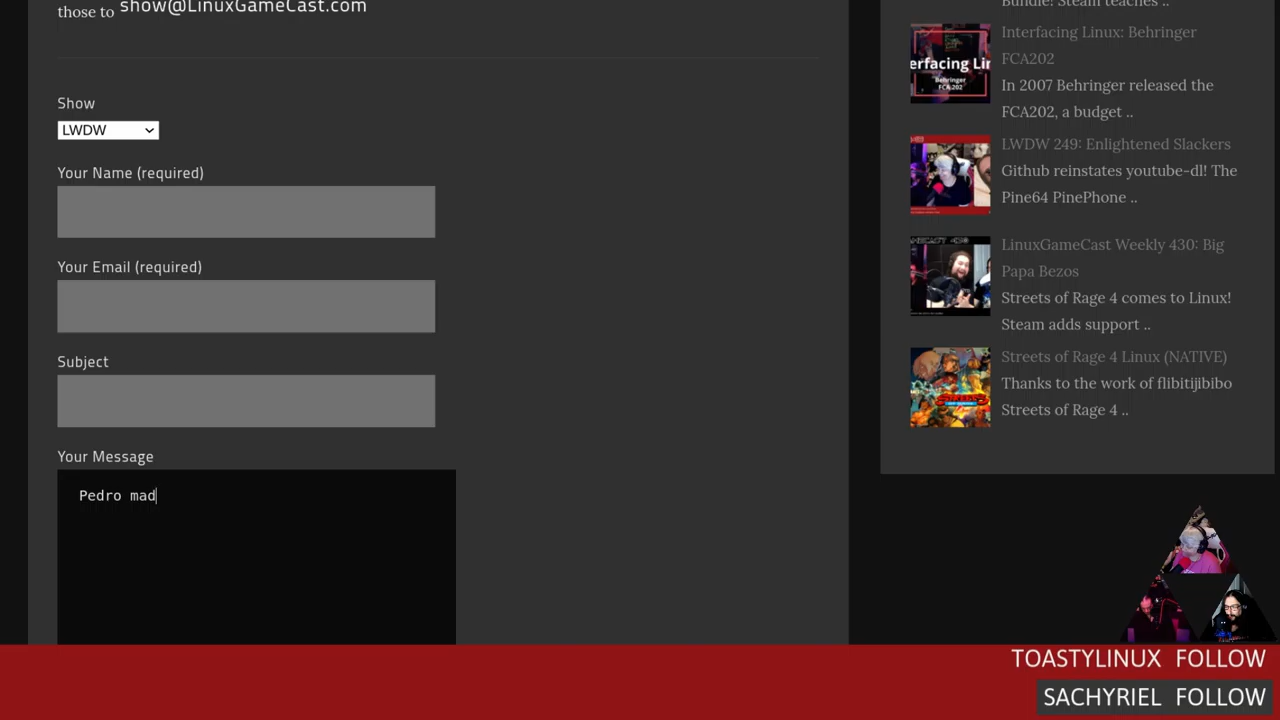 those to show@LinuxGameCast.com
Show
LWDW
Your Name (required)
Your Email (required)
Subject
Your Message
Pedro mad
Bundle! Steam teaches ..
Interfacing Linux: Behringer
FCA202
In 2007 Behringer released the
FCA202, a budget ..
erfacing Lin
Behringer
FCA202
LWDW 249: Enlightened Slackers
Github reinstates youtube-dl! The
Pine64 PinePhone ..
LinuxGameCast Weekly 430: Big
Papa Bezos
Streets of Rage 4 comes to Linux!
Steam adds support ..
Streets of Rage 4 Linux (NATIVE)
Thanks to the work of flibitijibibo
Streets of Rage 4 ..
TOASTYLINUX FOLLOW
SACHYRIEL FOLLOW